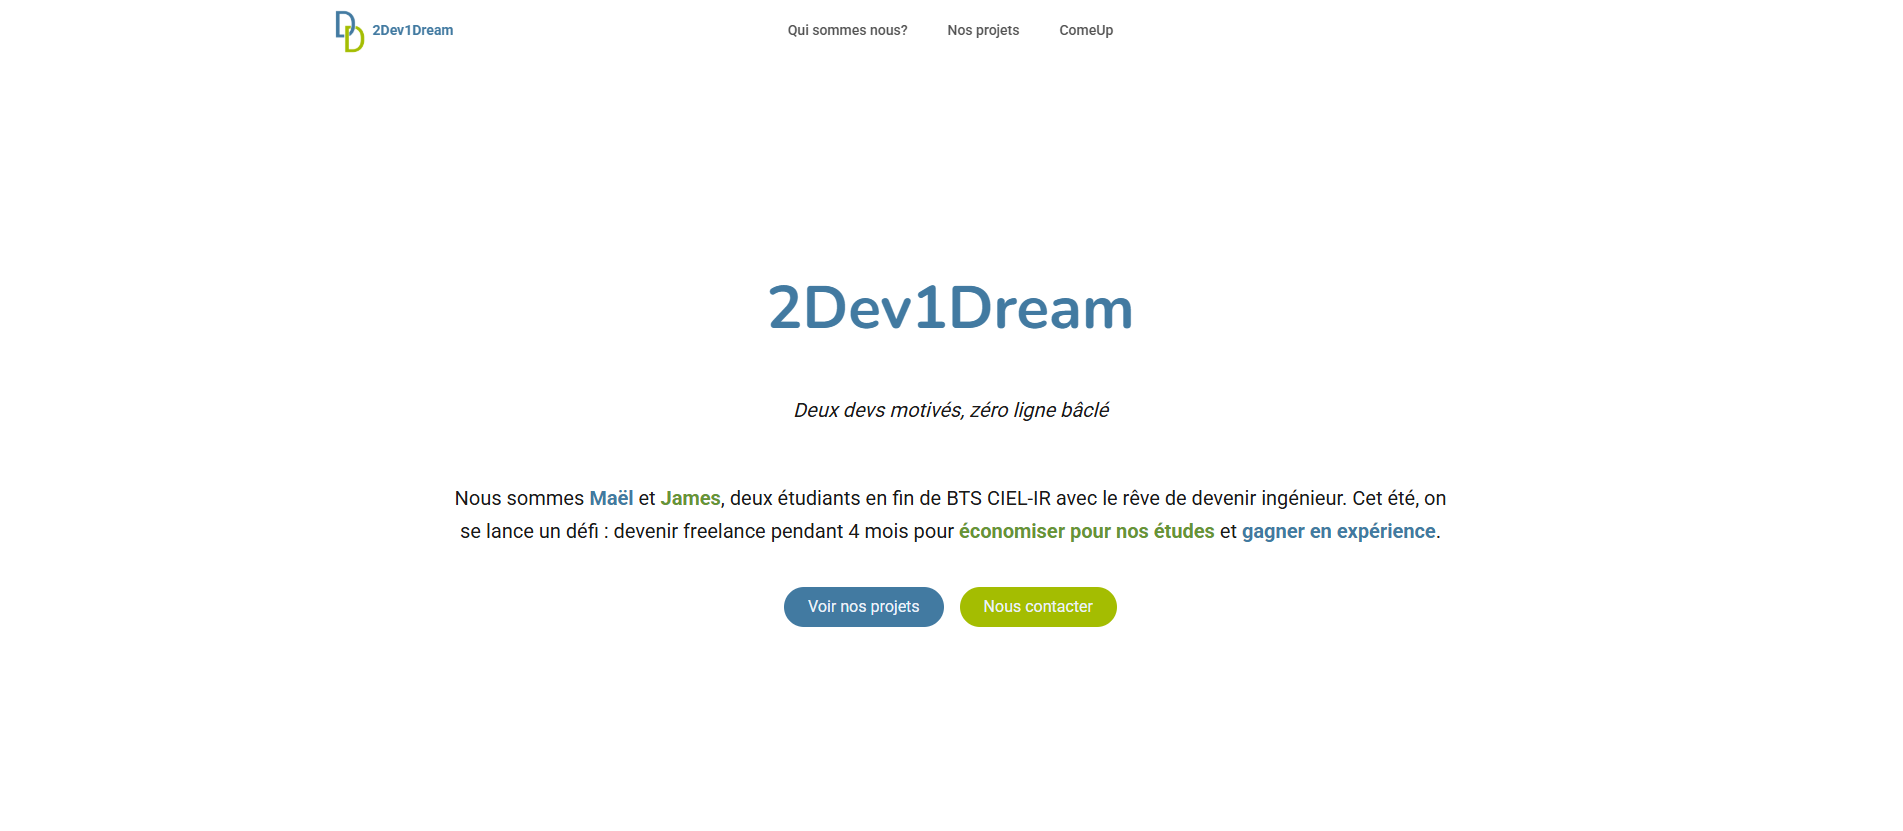 DD 2Dev1Dream
Qui sommes nous?
Nos projets
ComeUp
2Dev1Dream
Deux devs motivés, zéro ligne bâclé
Nous sommes Maël et James, deux étudiants en fin de BTS CIEL-IR avec le rêve de devenir ingénieur. Cet été, on
se lance un défi : devenir freelance pendant 4 mois pour économiser pour nos études et gagner en expérience.
Voir nos projets
Nous contacter